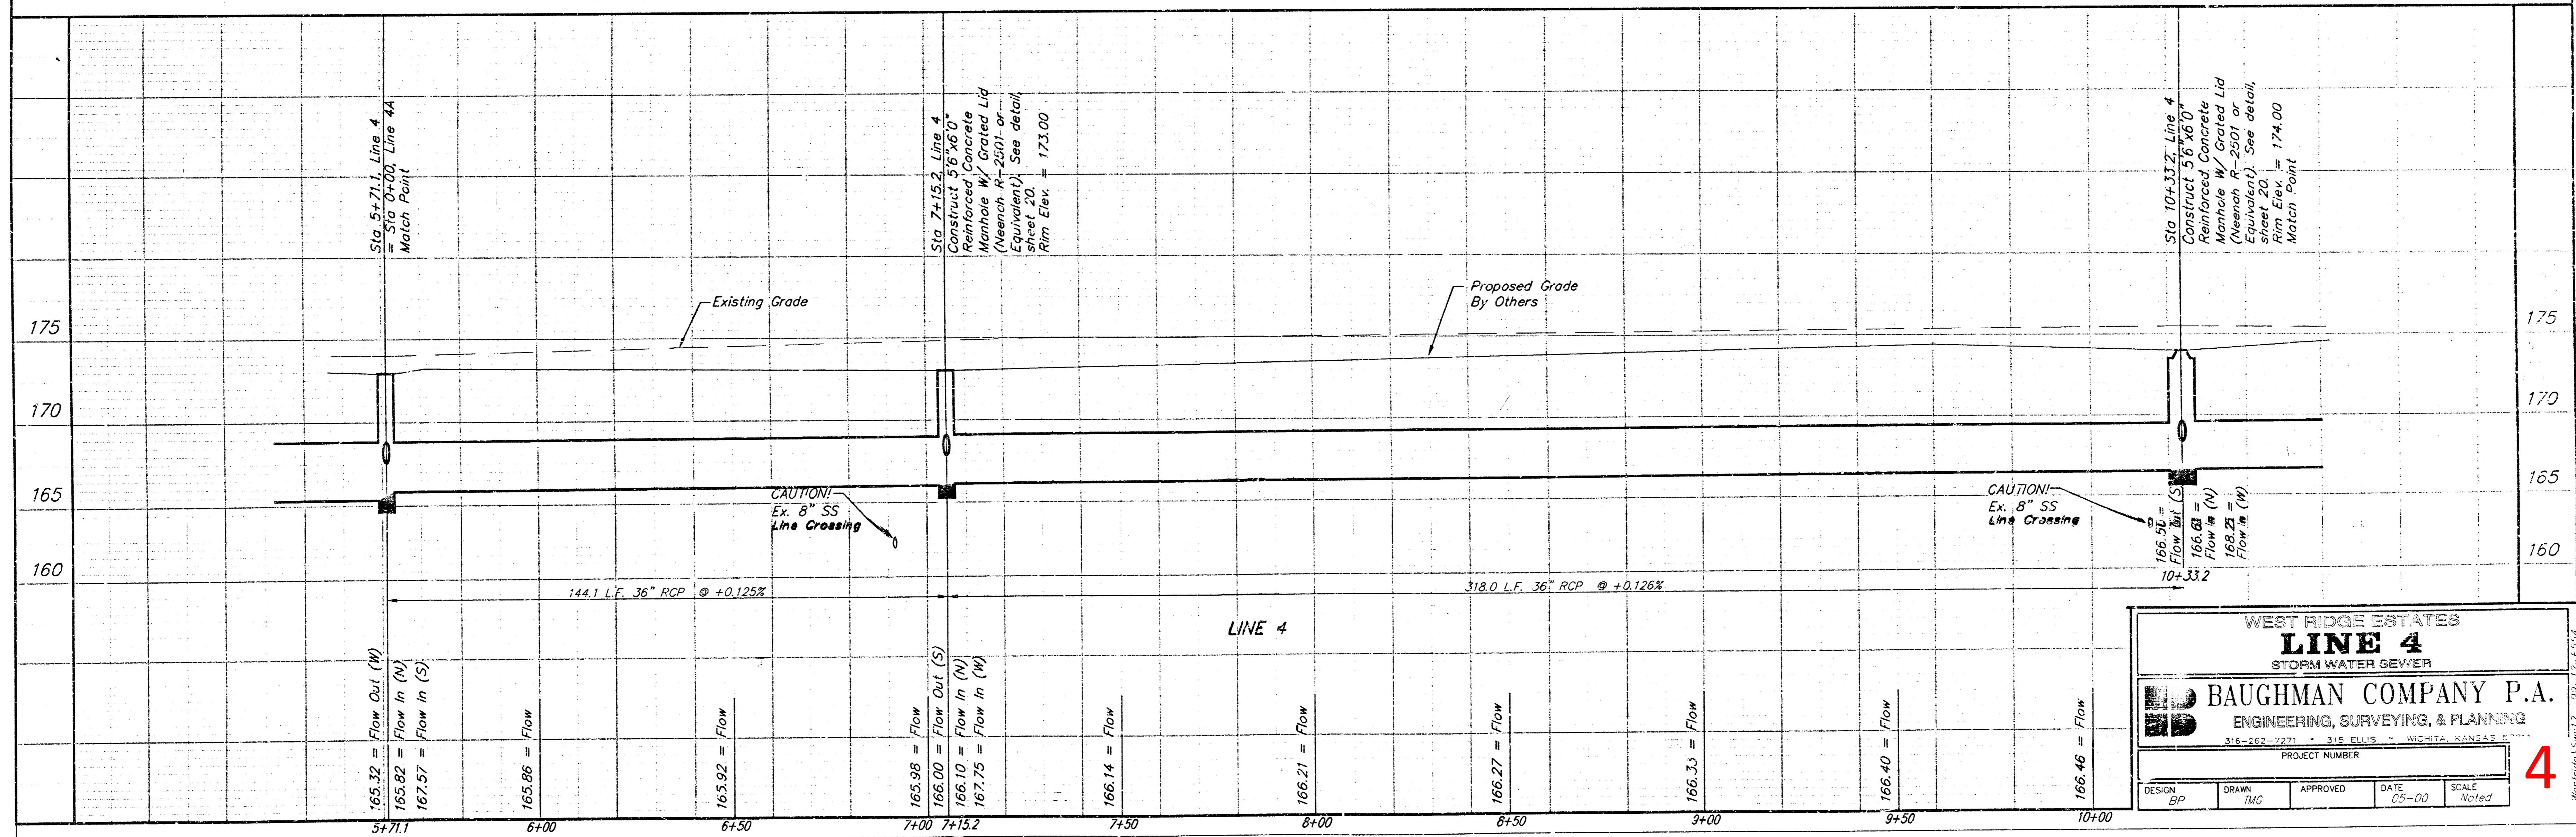 Sta 5+71.1, Line 4
= Sta 0+00, Line 4A
Match Point
Sta 7+15.2, Line 4
Construct 5'6"x6'0"
Reinforced Concrete
Manhole W/ Grated Lid
(Neenah R-2501 or
Equivalent). See detail,
sheet 20.
Rim Elev. = 173.00
Sta 10+33.2, Line 4
Construct 5'6"x6'0"
Reinforced Concrete
Manhole W/ Grated Lid
(Neenah R-2501 or
Equivalent). See detail,
sheet 20.
Rim Elev. = 174.00
Match Point
Existing Grade
Proposed Grade
By Others
175
175
170
170
165
165
160
160
CAUTION!
Ex. 8" SS
Line Crossing
CAUTION!
Ex. 8" SS
Line Crossing
166.50 =
Flow Out (S)
Flow In (N)
168.25 =
Flow In (W)
10+33.2
144.1 L.F. 36" RCP @ +0.125%
318.0 L.F. 36" RCP @ +0.126%
LINE 4
165.32 = Flow Out (W)
165.82 = Flow In (N)
167.57 = Flow In (S)
165.86 = Flow
165.92 = Flow
165.98 = Flow
166.00 = Flow Out (S)
166.10 = Flow In (N)
167.75 = Flow In (W)
166.14 = Flow
166.21 = Flow
166.27 = Flow
166.33 = Flow
166.40 = Flow
166.46 = Flow
5+71.1
6+00
6+50
7+00
7+15.2
7+50
8+00
8+50
9+00
9+50
10+00
WEST RIDGE ESTATES
LINE 4
STORM WATER SEWER
BAUGHMAN COMPANY P.A.
ENGINEERING, SURVEYING, & PLANNING
316-262-7271 * 315 ELLIS * WICHITA, KANSAS
PROJECT NUMBER
DESIGN
BP
DRAWN
TMG
APPROVED
DATE
05-00
SCALE
Noted
4